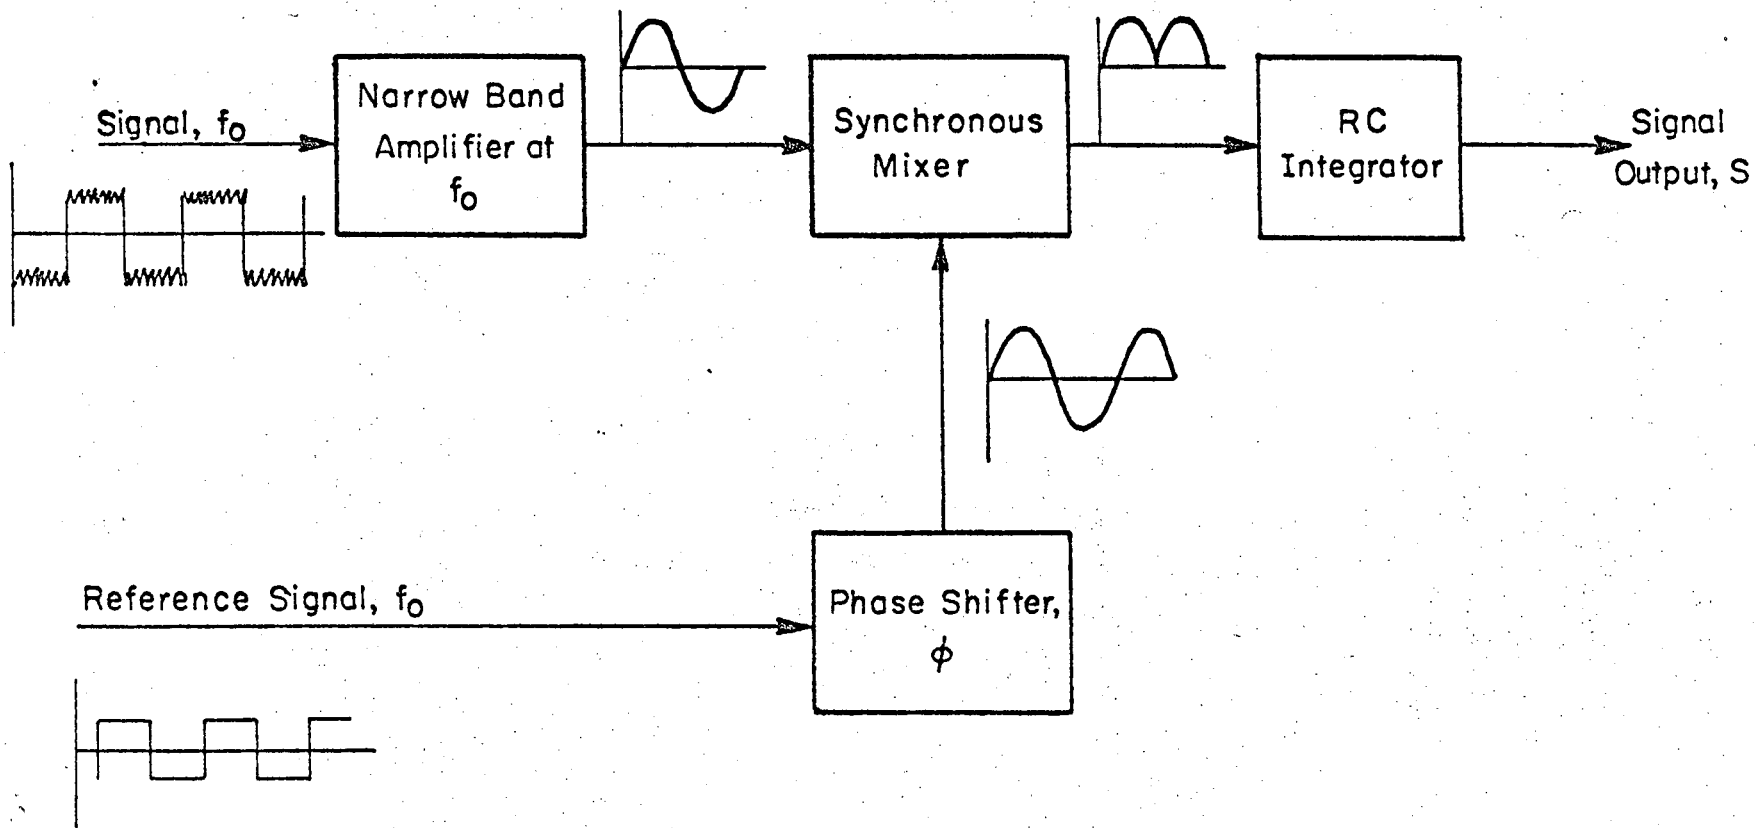 Signal, f₀
Narrow Band
Amplifier at
f₀
Synchronous
Mixer
RC
Integrator
Signal
Output, S
Reference Signal, f₀
Phase Shifter,
ϕ